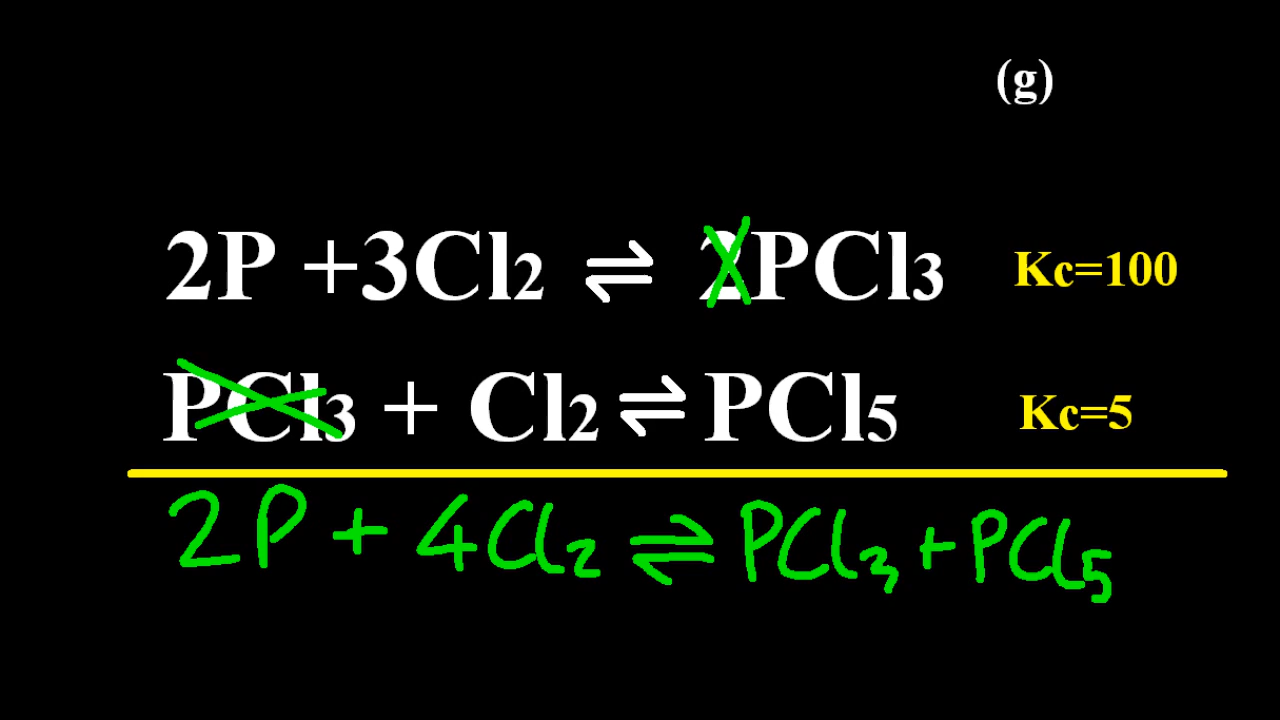 (g)
2P +3Cl₂ ⇌ 2PCl₃ Kc=100
PCl₃ + Cl₂ ⇌ PCl₅ Kc=5
2P + 4Cl₂ ⇌ PCl₃ + PCl₅